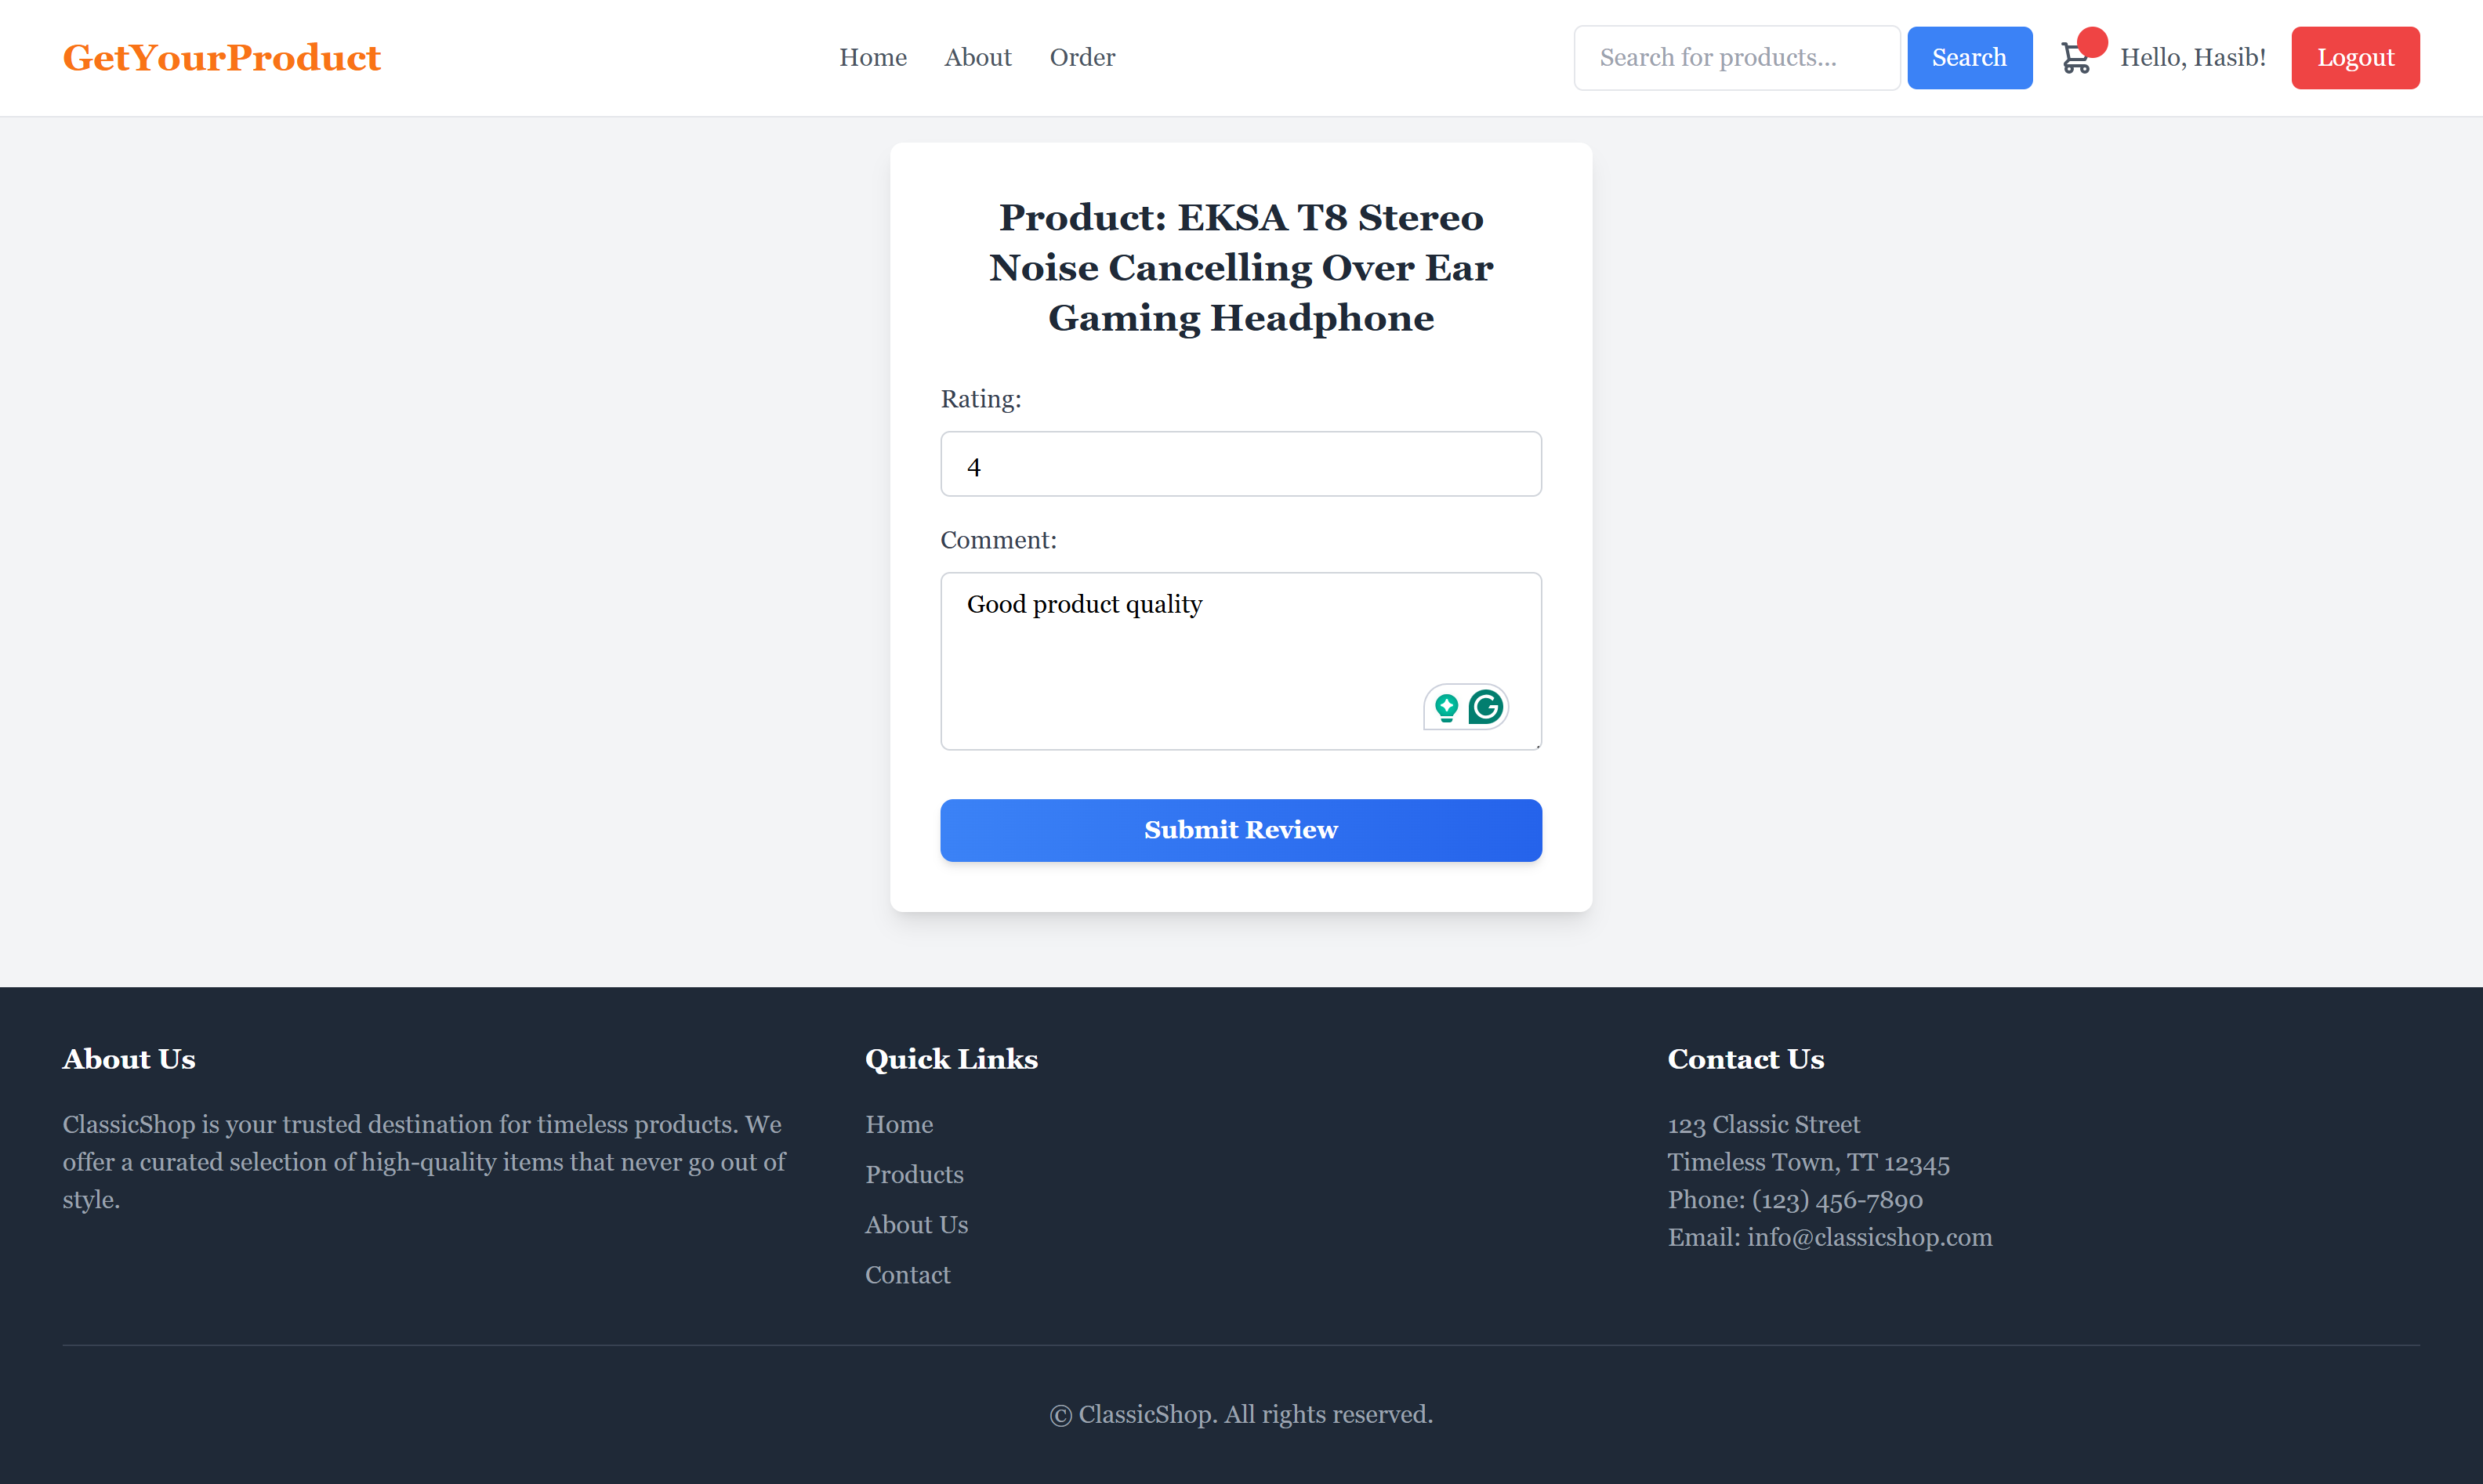 GetYourProduct
Home
About
Order
Search for products...
Search
Hello, Hasib!
Logout
Product: EKSA T8 Stereo
Noise Cancelling Over Ear
Gaming Headphone
Rating:
4
Comment:
Good product quality
Submit Review
About Us
ClassicShop is your trusted destination for timeless products. We
offer a curated selection of high-quality items that never go out of
style.
Quick Links
Home
Products
About Us
Contact
Contact Us
123 Classic Street
Timeless Town, TT 12345
Phone: (123) 456-7890
Email: info@classicshop.com
© ClassicShop. All rights reserved.